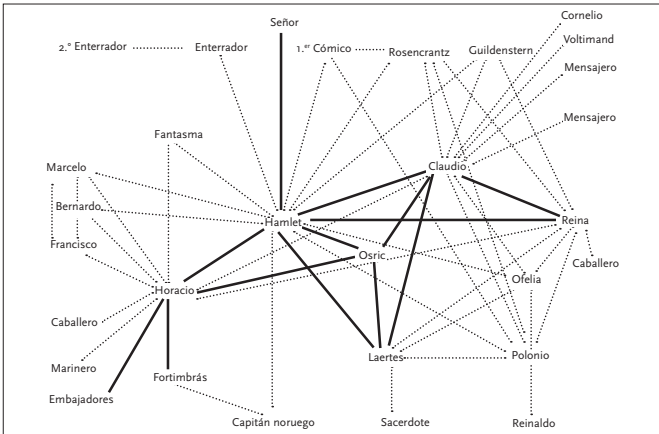 Señor
Cornelio
2.° Enterrador
Enterrador
1.er Cómico
Rosencrantz
Guildenstern
Voltimand
Mensajero
Mensajero
Fantasma
Marcelo
Claudio
Bernardo
Hamlet
Reina
Francisco
Osric
Caballero
Ofelia
Horacio
Caballero
Laertes
Polonio
Marinero
Fortimbrás
Embajadores
Capitán noruego
Sacerdote
Reinaldo